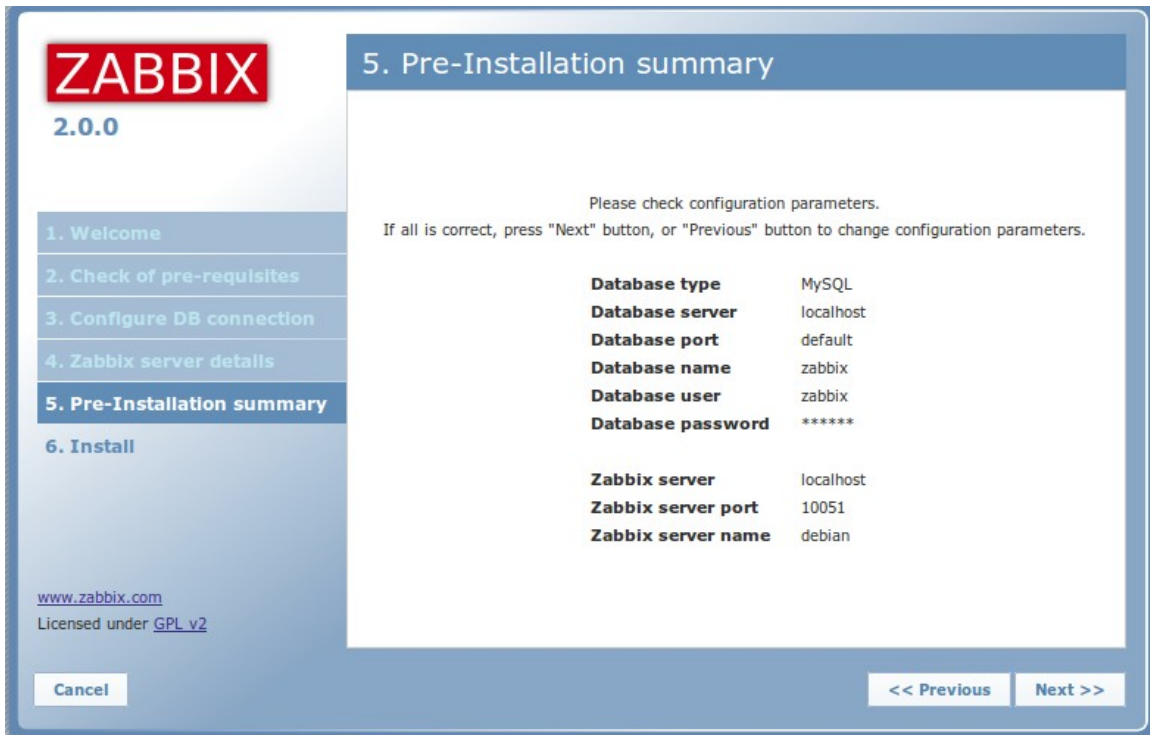 ZABBIX
2.0.0
1. Welcome
2. Check of pre-requisites
3. Configure DB connection
4. Zabbix server details
5. Pre-Installation summary
6. Install
www.zabbix.com
Licensed under GPL v2
5. Pre-Installation summary
Please check configuration parameters.
If all is correct, press "Next" button, or "Previous" button to change configuration parameters.
Database type MySQL
Database server localhost
Database port default
Database name zabbix
Database user zabbix
Database password ******
Zabbix server localhost
Zabbix server port 10051
Zabbix server name debian
Cancel
<< Previous
Next >>